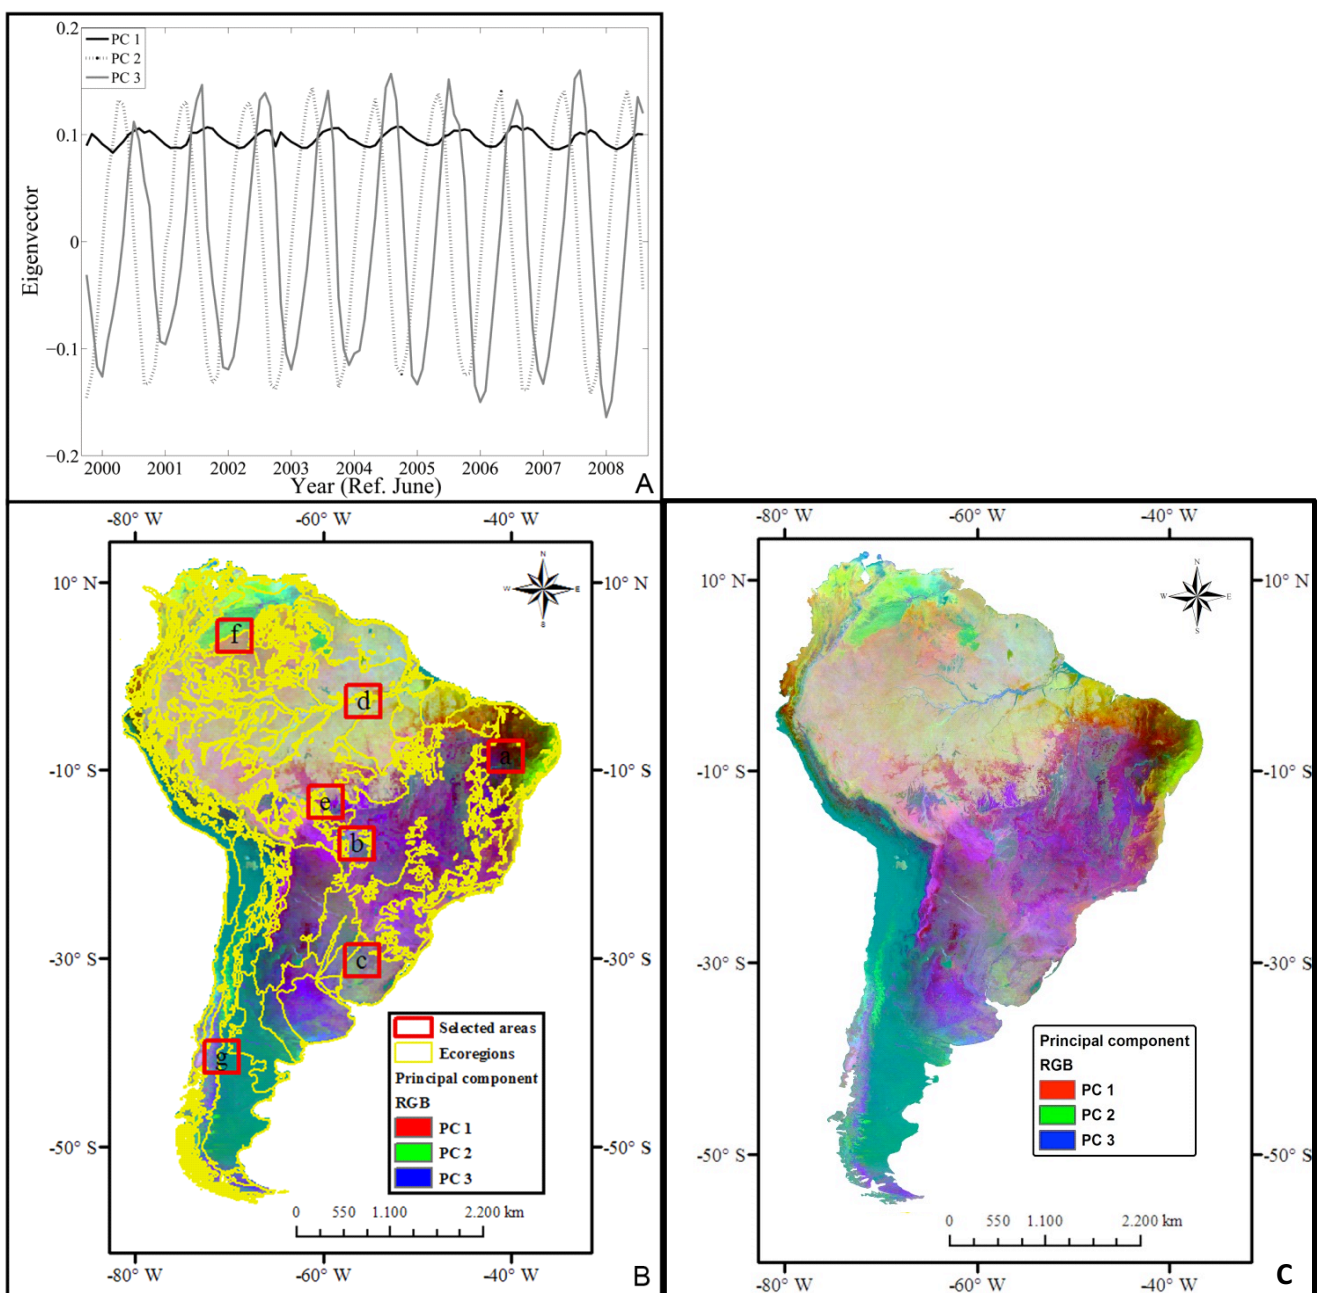 0.2
PC 1
PC 2
PC 3
0.1
0
−0.1
−0.2
Eigenvector
2000 2001 2002 2003 2004 2005 2006 2007 2008
Year (Ref. June)
A
-80° W -60° W -40° W
10° N 10° N
-10° S -10° S
-30° S -30° S
-50° S -50° S
N
W E
S
f
d
a
e
b
c
g
Selected areas
Ecoregions
Principal component
RGB
PC 1
PC 2
PC 3
0 550 1.100 2.200 km
-80° W -60° W -40° W
B
-80° W -60° W -40° W
10° N 10° N
-10° S -10° S
-30° S -30° S
-50° S -50° S
N
W E
S
Principal component
RGB
PC 1
PC 2
PC 3
0 550 1.100 2.200 km
-80° W -60° W -40° W
C